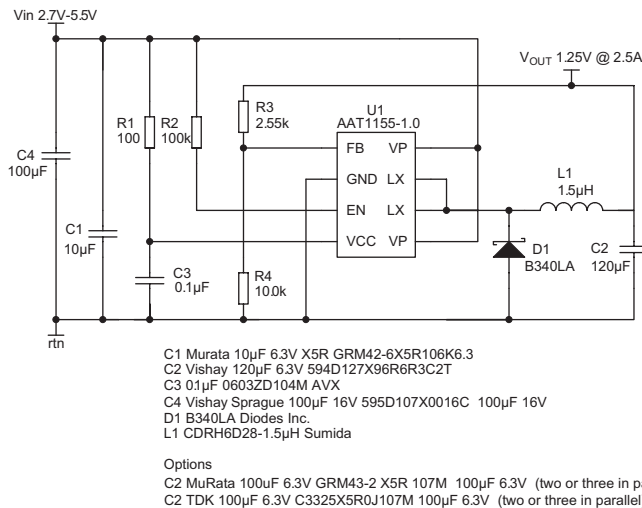 Vin 2.7V-5.5V
VOUT 1.25V @ 2.5A
U1
AAT1155-1.0
R3
2.55k
R1
100
R2
100k
C4
100µF
FB VP
GND LX
EN LX
VCC VP
L1
1.5µH
C1
10µF
C3
0.1µF
R4
10.0k
D1
B340LA
C2
120µF
rtn
C1 Murata 10µF 6.3V X5R GRM42-6X5R106K6.3
C2 Vishay 120µF 6.3V 594D127X96R6R3C2T
C3 0.1µF 0603ZD104M AVX
C4 Vishay Sprague 100µF 16V 595D107X0016C 100µF 16V
D1 B340LA Diodes Inc.
L1 CDRH6D28-1.5µH Sumida
Options
C2 MuRata 100uF 6.3V GRM43-2 X5R 107M 100µF 6.3V (two or three in
C2 TDK 100µF 6.3V C3325X5R0J107M 100µF 6.3V (two or three in parallel